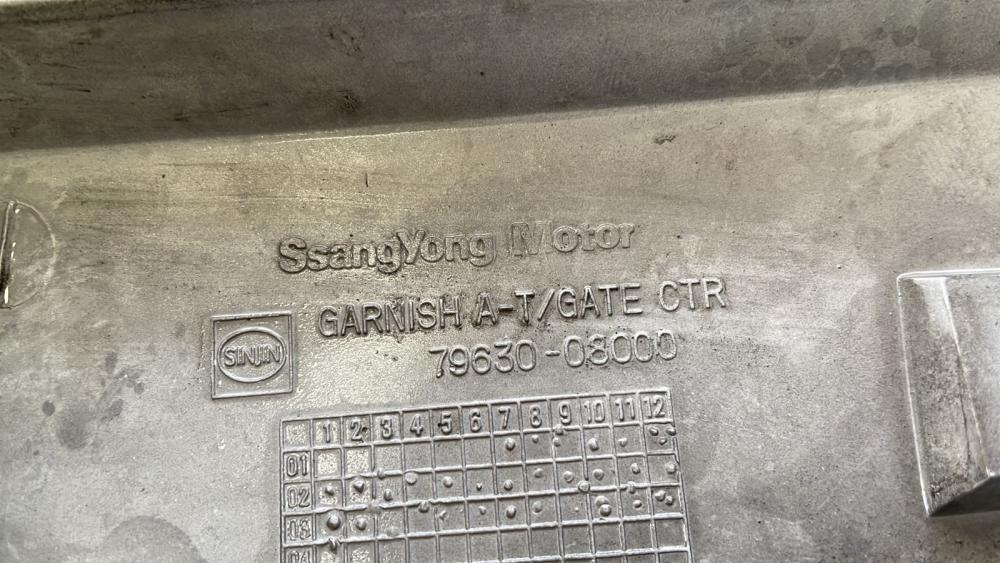 SsangYong Motor
GARNISH A-T/GATE CTR
SINJIN
79630-08000
1 2 3 4 5 6 7 8 9 10 11 12
01
02
03
04